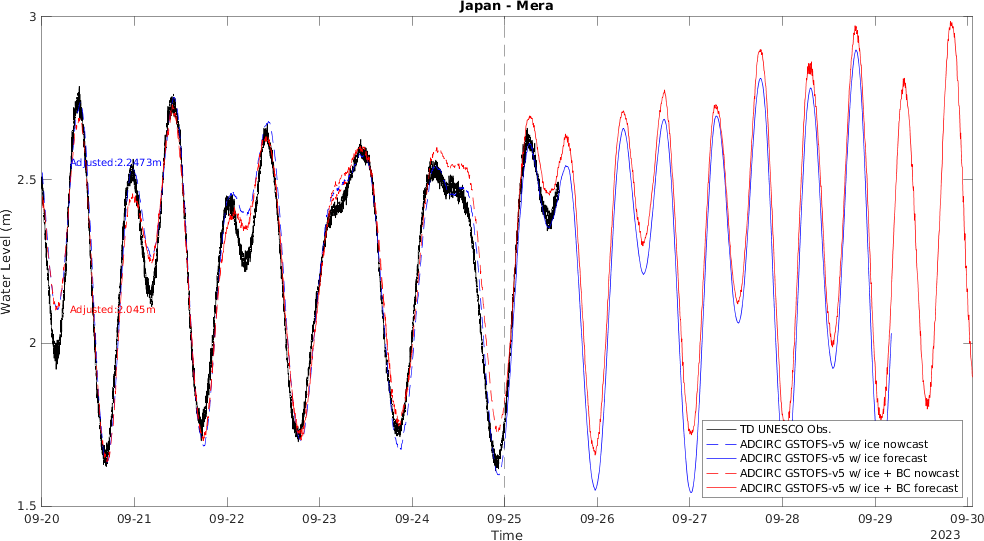 Japan - Mera
Water Level (m)
3
2.5
2
1.5
Adjusted:2.2473m
Adjusted:2.045m
TD UNESCO Obs.
ADCIRC GSTOFS-v5 w/ ice nowcast
ADCIRC GSTOFS-v5 w/ ice forecast
ADCIRC GSTOFS-v5 w/ ice + BC nowcast
ADCIRC GSTOFS-v5 w/ ice + BC forecast
09-20 09-21 09-22 09-23 09-24 09-25 09-26 09-27 09-28 09-29 09-30
Time
2023